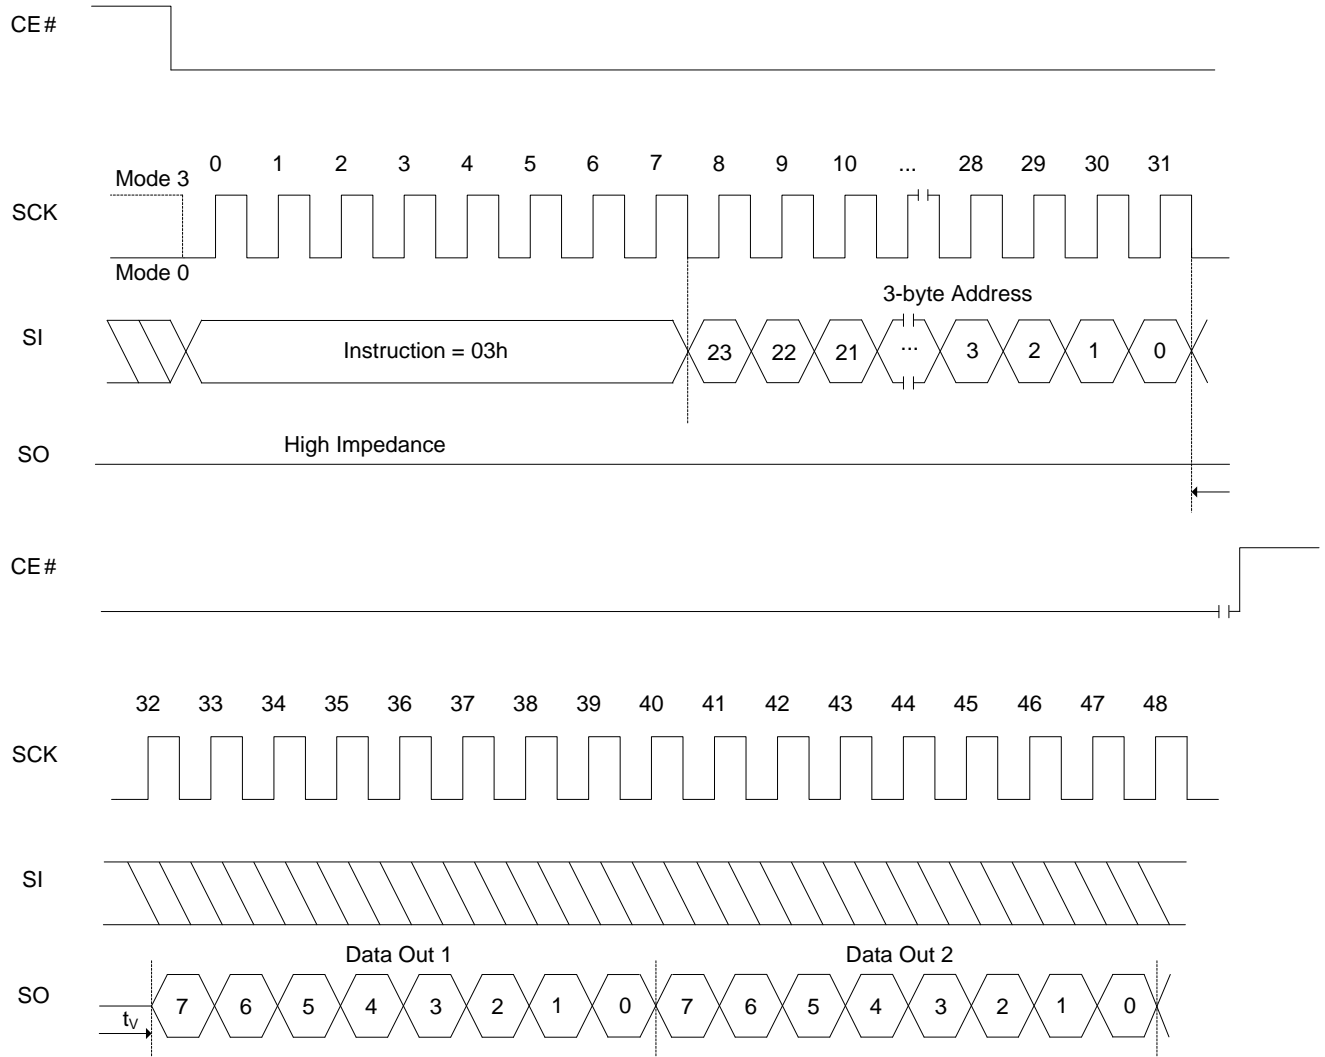 CE#
0 1 2 3 4 5 6 7 8 9 10 ... 28 29 30 31
Mode 3
SCK
Mode 0
3-byte Address
SI
Instruction = 03h 23 22 21 ... 3 2 1 0
High Impedance
SO
CE#
32 33 34 35 36 37 38 39 40 41 42 43 44 45 46 47 48
SCK
SI
Data Out 1 Data Out 2
SO 7 6 5 4 3 2 1 0 7 6 5 4 3 2 1 0
tV